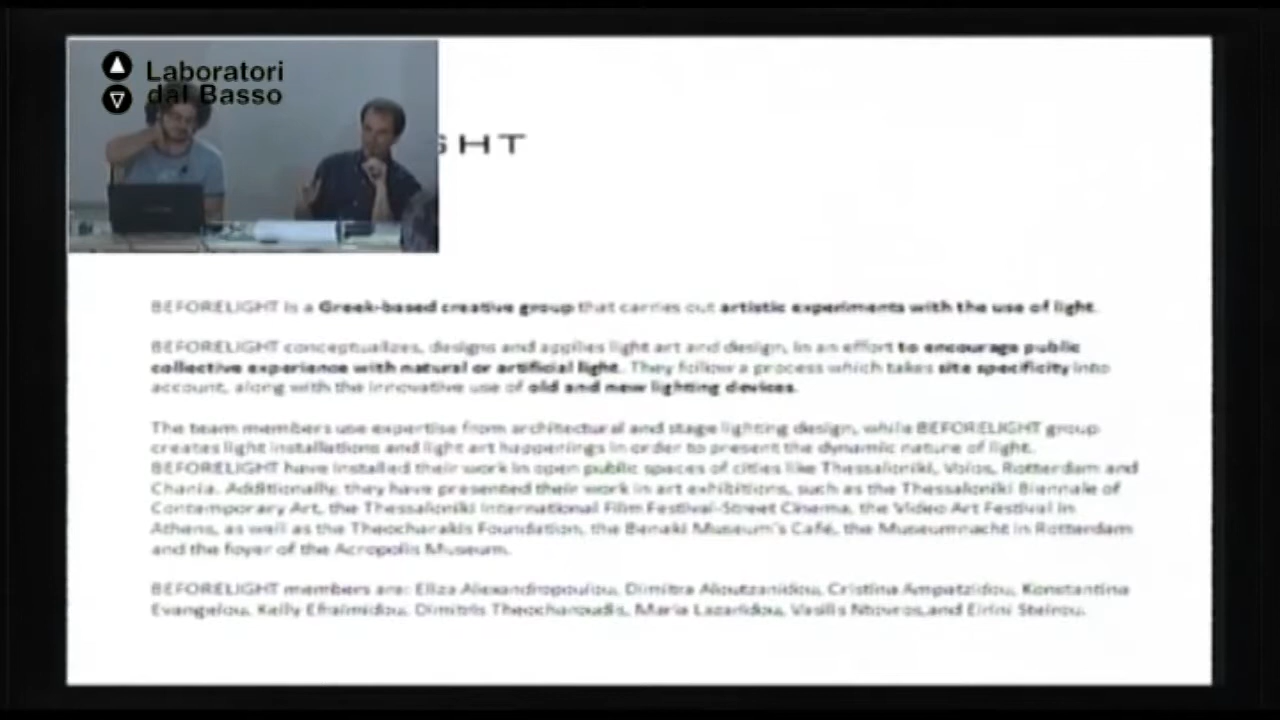 Laboratori
dal Basso
GHT
BEFORELIGHT is a Greek-based creative group that carries out artistic experiments with the use of light.
BEFORELIGHT conceptualizes, designs and applies light art and design, in an effort to encourage public
collective experience with natural or artificial light. They follow a process which takes site specificity into
account, along with the innovative use of old and new lighting devices.
The team members use expertise from architectural and stage lighting design, while BEFORELIGHT group
creates light installations and light art happenings in order to present the dynamic nature of light.
BEFORELIGHT have installed their work in open public spaces of cities like Thessaloniki, Volos, Rotterdam and
Chania. Additionally, they have presented their work in art exhibitions, such as the Thessaloniki Biennale of
Contemporary Art, the Thessaloniki International Film Festival-Street Cinema, the Video Art Festival in
Athens, as well as the Theocharakis Foundation, the Benaki Museum's Café, the Museumnacht in Rotterdam
and the foyer of the Acropolis Museum.
BEFORELIGHT members are: Eliza Alexandropoulou, Dimitra Aloutzanidou, Cristina Ampatzidou, Konstantina
Evangelou, Kelly Efraimidou, Dimitris Theocharoudis, Maria Lazaridou, Vasilis Ntovros,and Eirini Steirou.